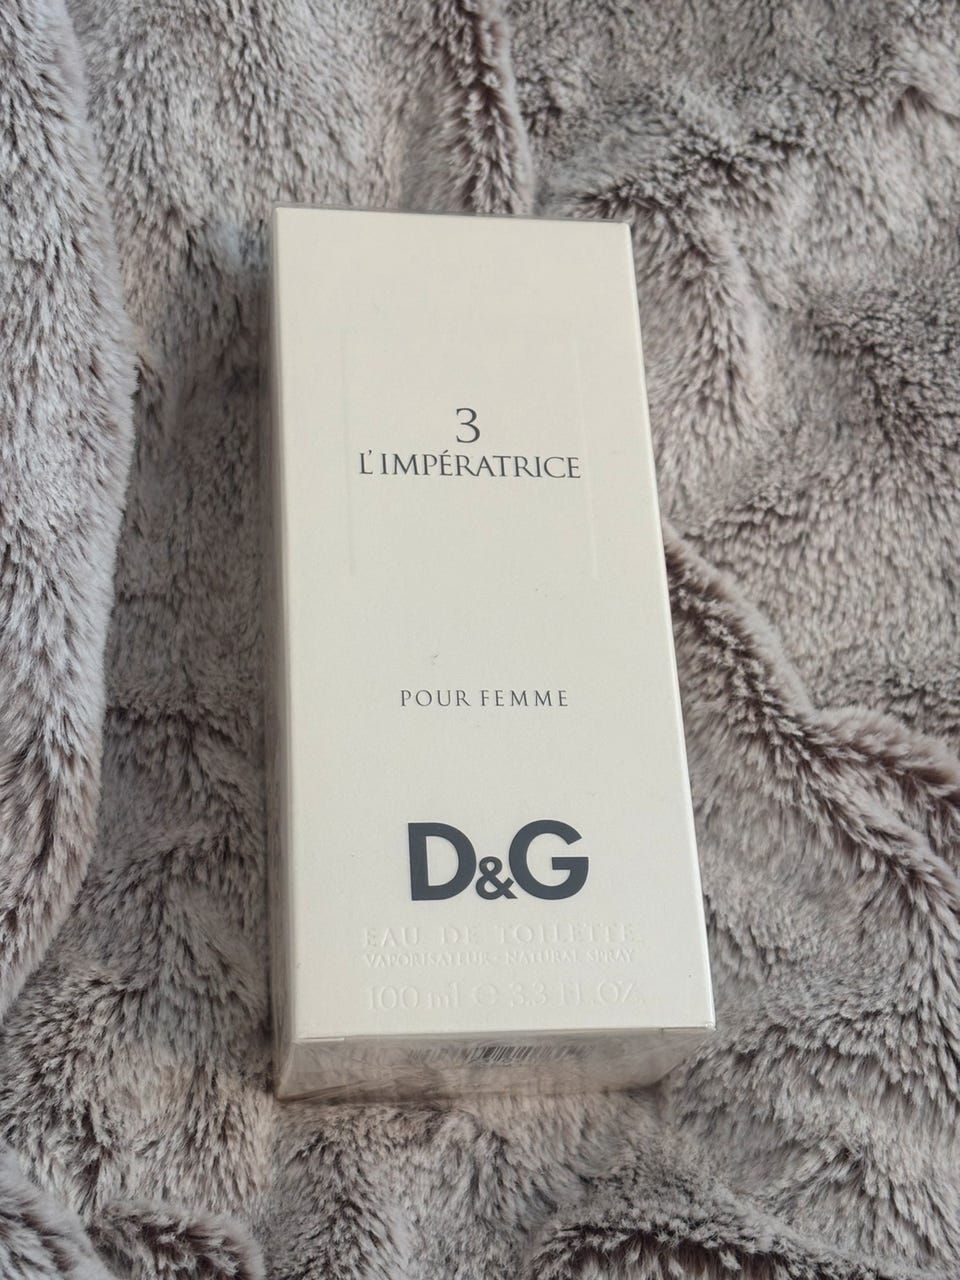 3
L'IMPÉRATRICE
POUR FEMME
D&G
EAU DE TOILETTE
VAPORISATEUR - NATURAL SPRAY
100 ml ℮ 3.3 FL.OZ.